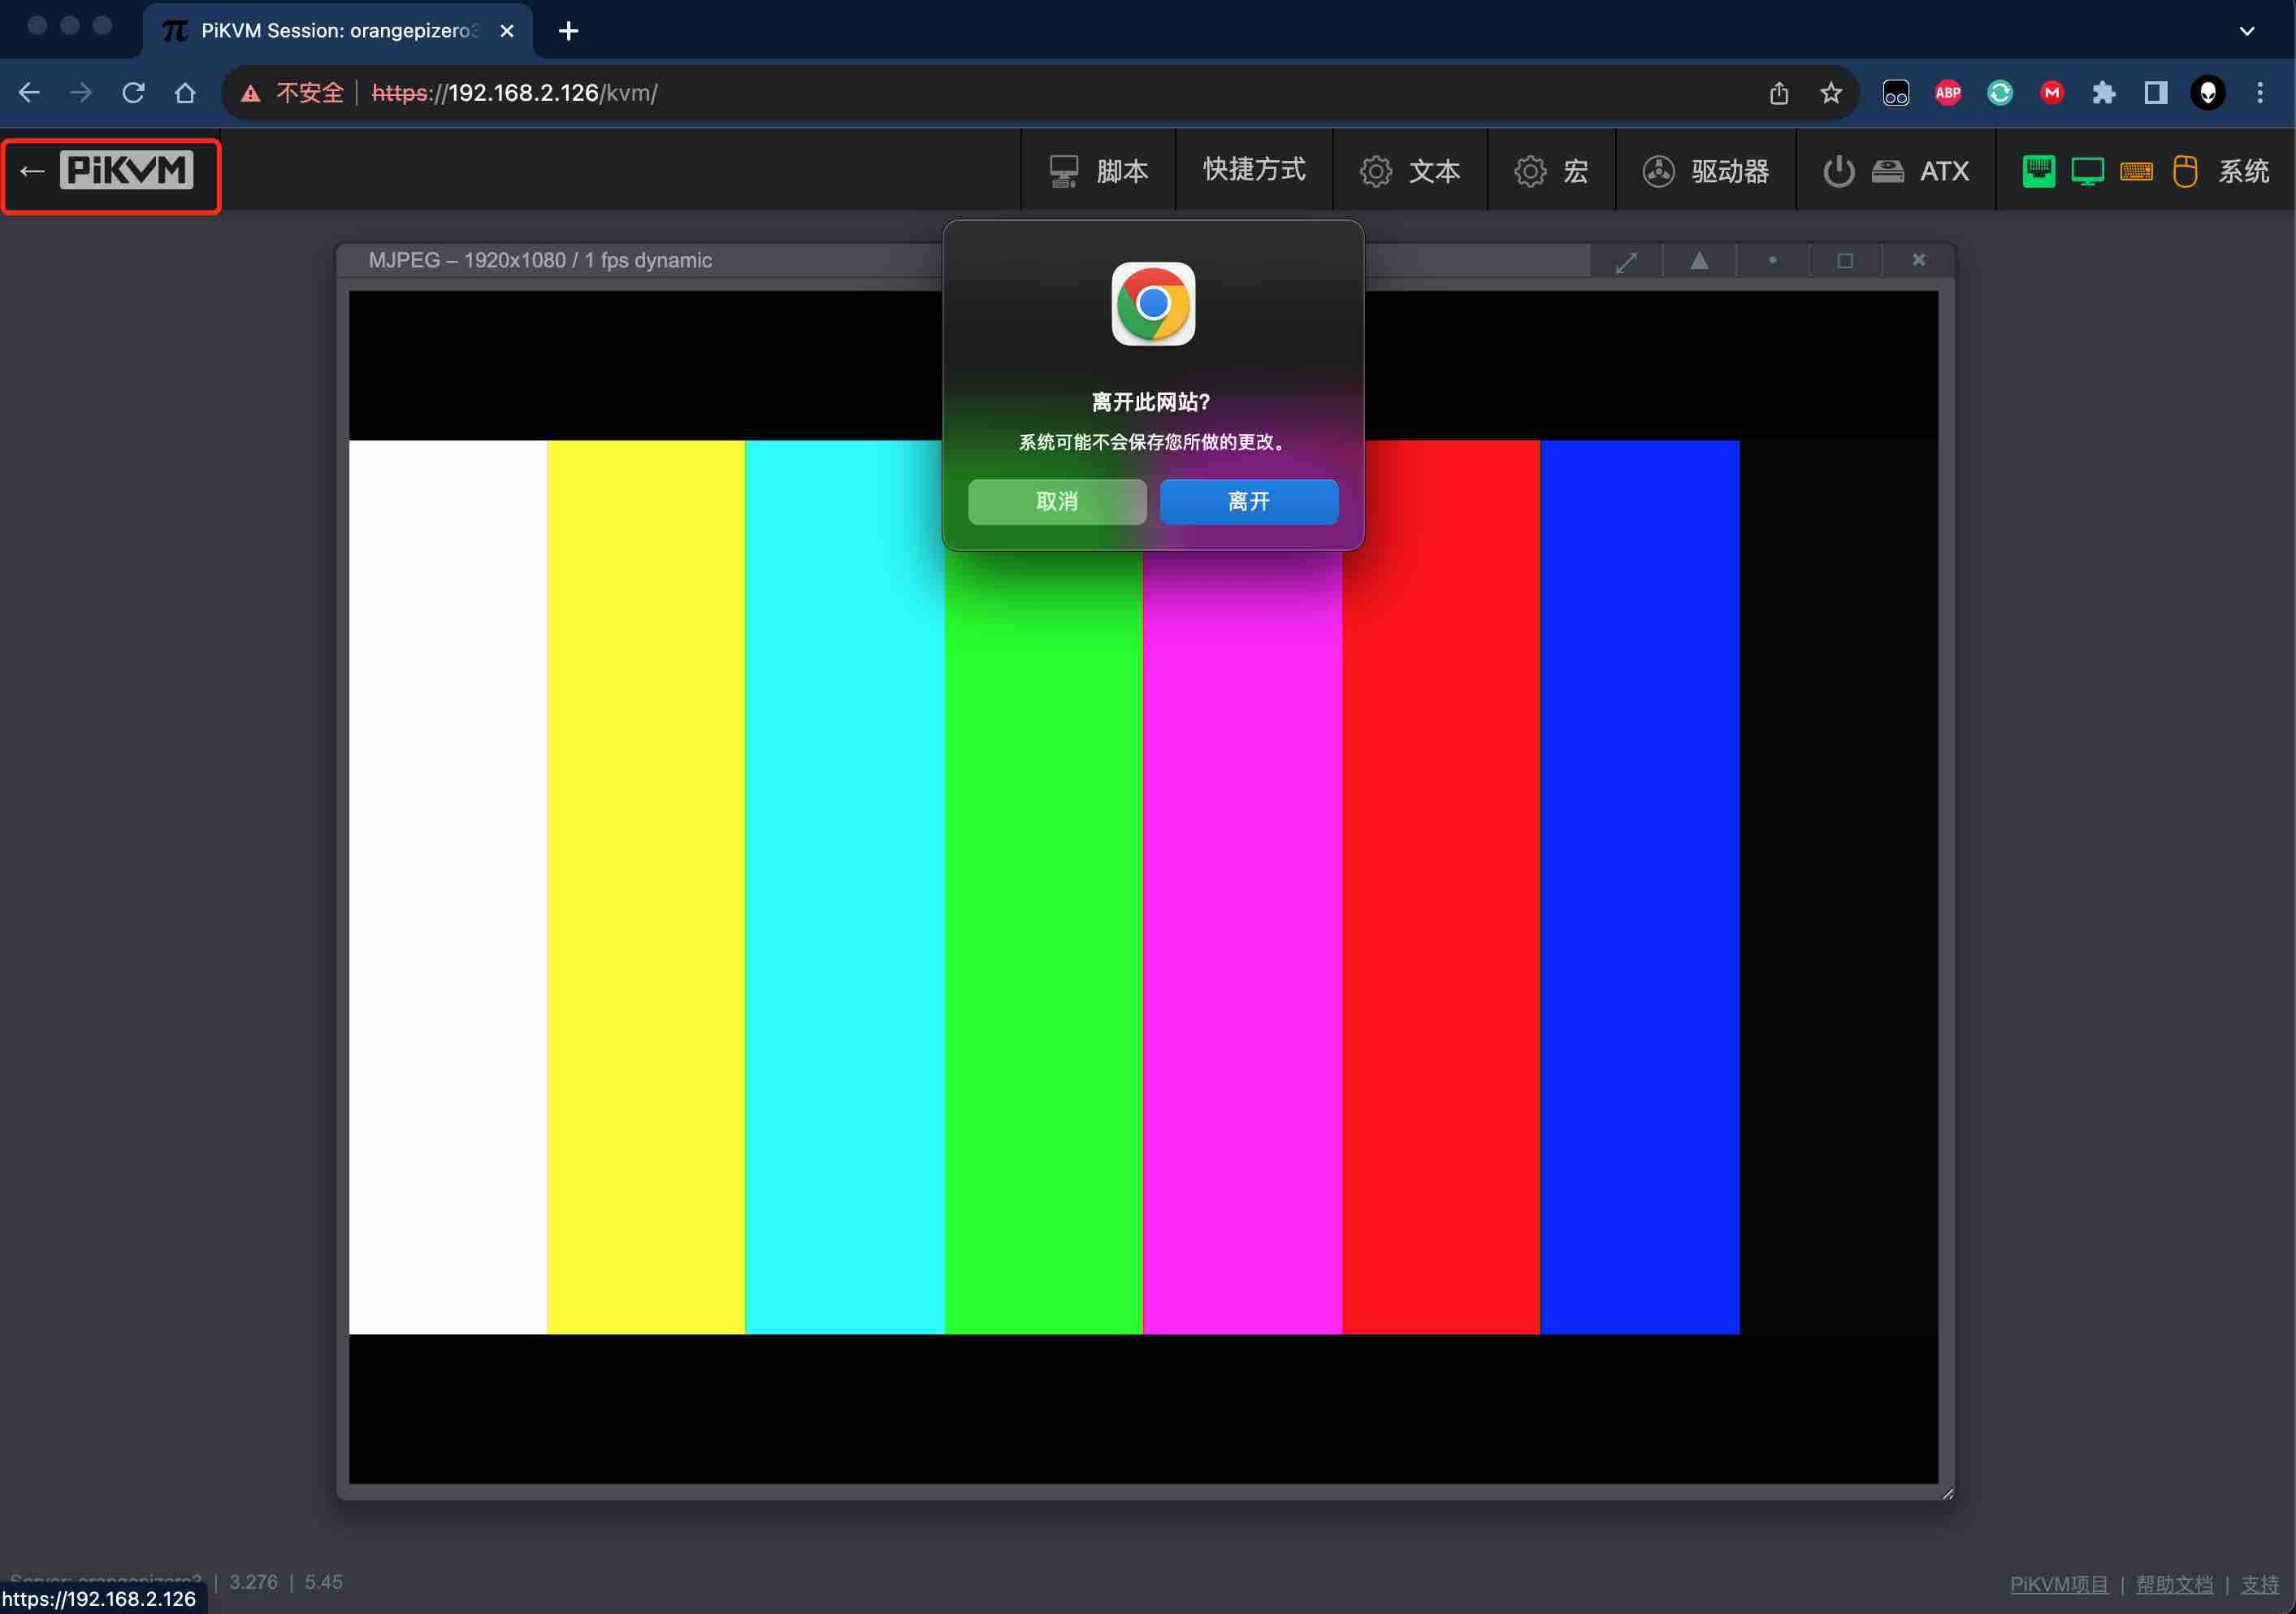 PiKVM Session: orangepizero3
不安全 https://192.168.2.126/kvm/
ABP
M
← PiKVM
脚本 快捷方式 文本 宏 驱动器 ATX 系统
MJPEG – 1920x1080 / 1 fps dynamic
离开此网站?
系统可能不会保存您所做的更改。
取消 离开
Server: orangepizero3 | 3.276 | 5.45
https://192.168.2.126
PiKVM项目 | 帮助文档 | 支持